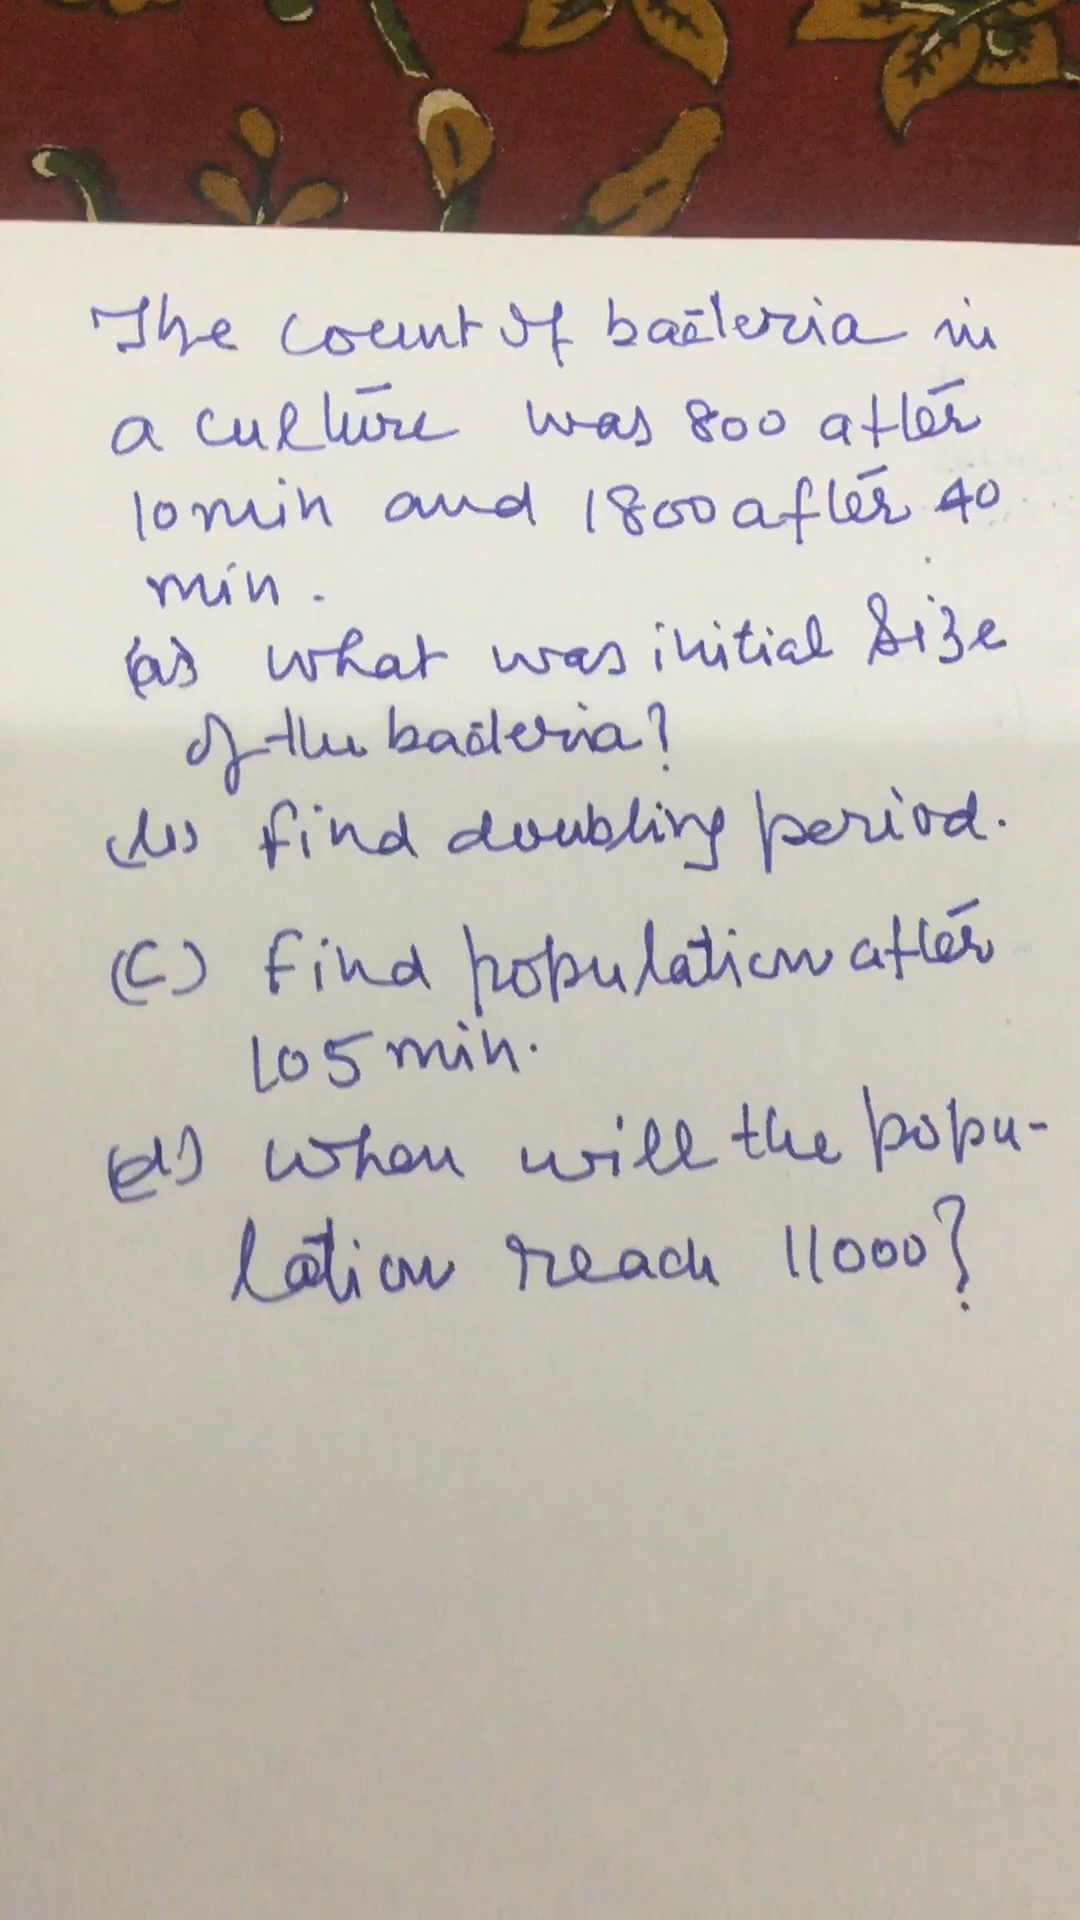 The count of bacteria in
a culture was 800 after
10 min and 1800 after 40
min.
(a) what was initial size
of the bacteria?
(b) find doubling period.
(c) find population after
105 min.
(d) when will the popu-
lation reach 11000?